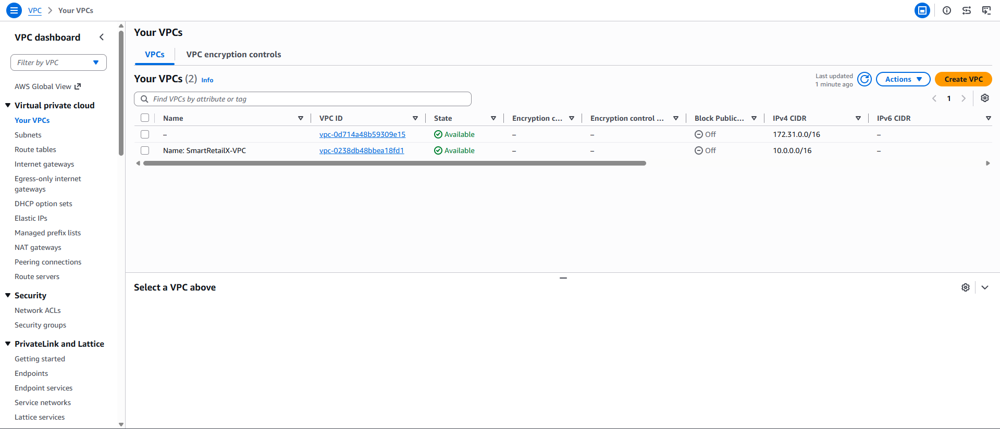 VPC > Your VPCs
VPC dashboard
Filter by VPC
AWS Global View
Virtual private cloud
Your VPCs
Subnets
Route tables
Internet gateways
Egress-only internet
gateways
DHCP option sets
Elastic IPs
Managed prefix lists
NAT gateways
Peering connections
Route servers
Security
Network ACLs
Security groups
PrivateLink and Lattice
Getting started
Endpoints
Endpoint services
Service networks
Lattice services
Your VPCs
VPCs VPC encryption controls
Your VPCs (2) Info
Last updated
1 minute ago
Actions
Create VPC
Find VPCs by attribute or tag
1
Name VPC ID State Encryption c... Encryption control ... Block Public... IPv4 CIDR IPv6 CIDR
– vpc-0d714a48b59309e15 Available – – Off 172.31.0.0/16 –
Name: SmartRetailX-VPC vpc-0238db48bbea18fd1 Available – – Off 10.0.0.0/16 –
Select a VPC above